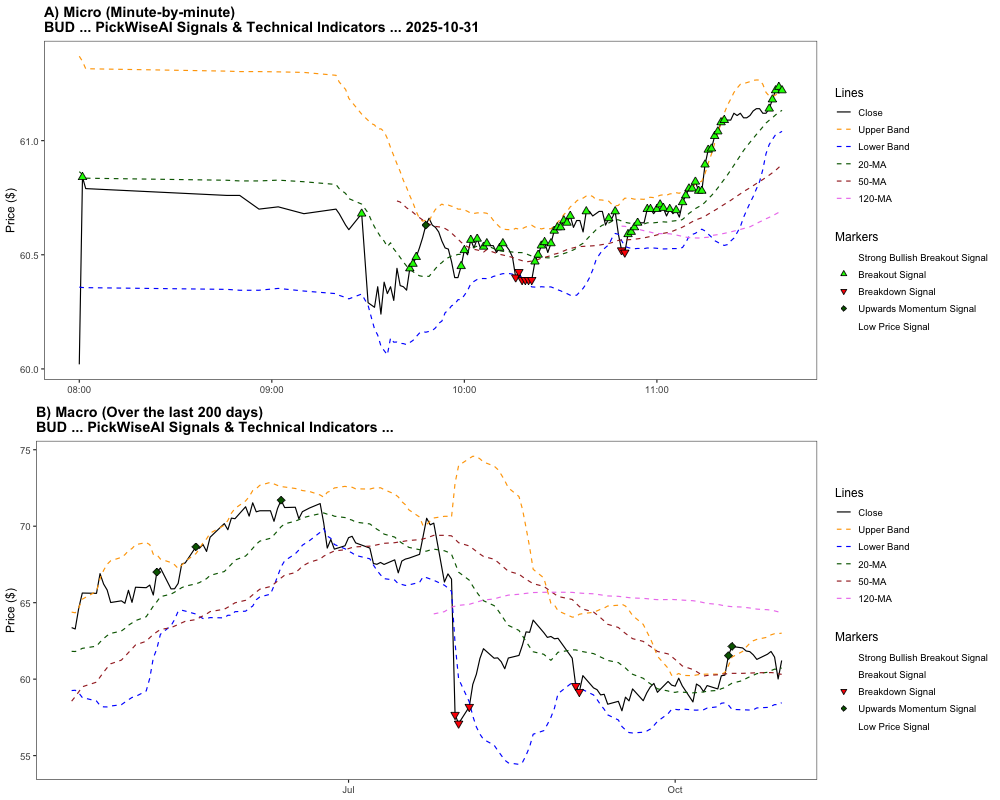 A) Micro (Minute-by-minute)
BUD ... PickWiseAI Signals & Technical Indicators ... 2025-10-31
Price ($)
61.0
60.5
60.0
08:00
09:00
10:00
11:00
Lines
Close
Upper Band
Lower Band
20-MA
50-MA
120-MA
Markers
Strong Bullish Breakout Signal
Breakout Signal
Breakdown Signal
Upwards Momentum Signal
Low Price Signal
B) Macro (Over the last 200 days)
BUD ... PickWiseAI Signals & Technical Indicators ...
Price ($)
75
70
65
60
55
Jul
Oct
Lines
Close
Upper Band
Lower Band
20-MA
50-MA
120-MA
Markers
Strong Bullish Breakout Signal
Breakout Signal
Breakdown Signal
Upwards Momentum Signal
Low Price Signal